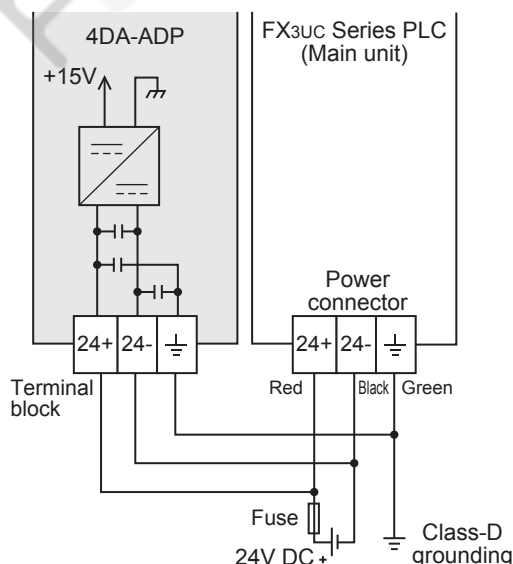 4DA-ADP
FX3UC Series PLC
(Main unit)
+15V
Power
connector
24+ 24-
24+ 24-
Terminal
block
Red Black Green
Fuse
24V DC +
Class-D
grounding